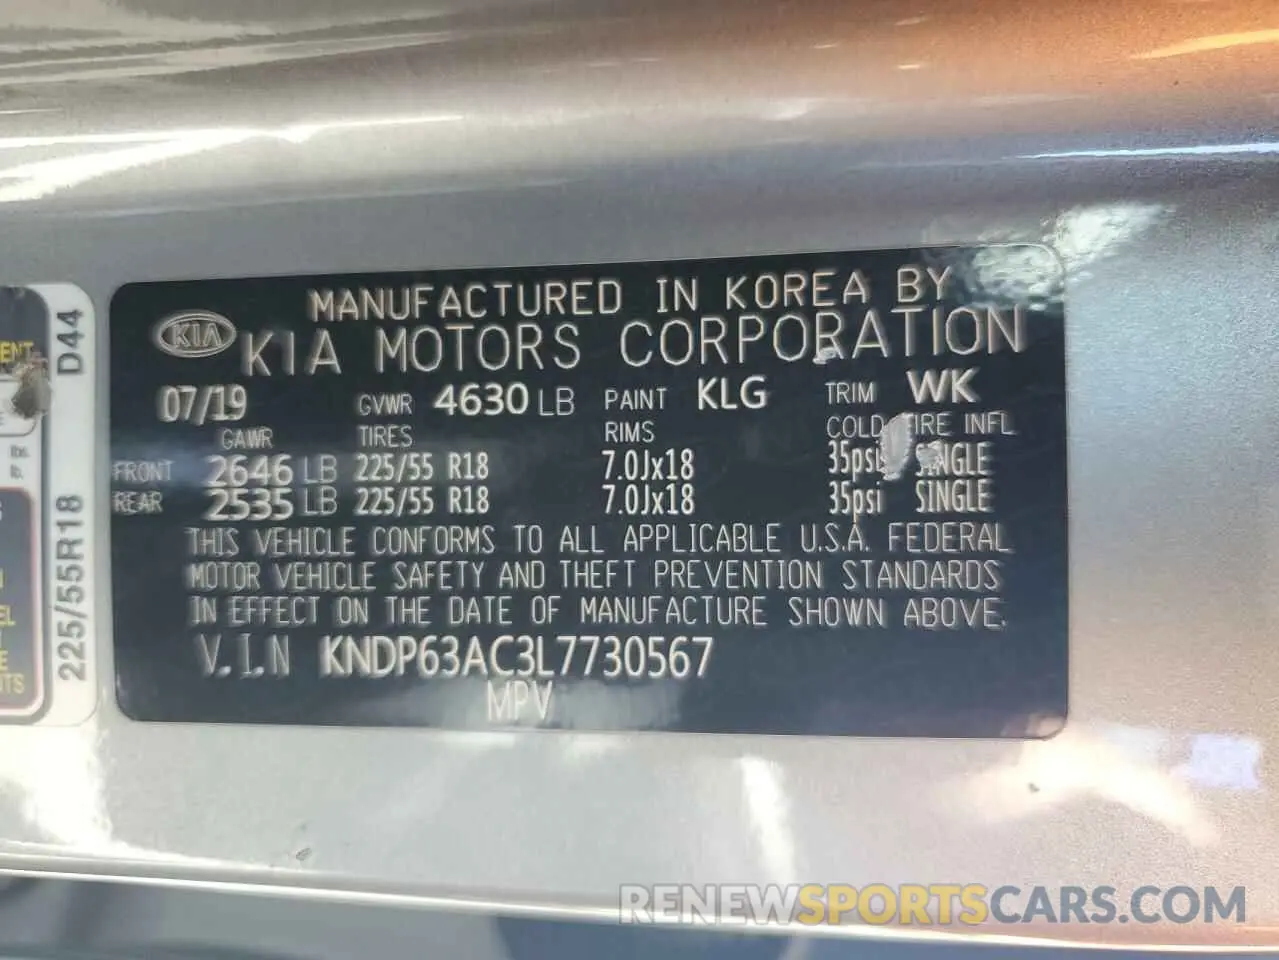 MANUFACTURED IN KOREA BY
KIA KIA MOTORS CORPORATION
07/19 GVWR 4630 LB PAINT KLG TRIM WK
GAWR TIRES RIMS COLD TIRE INFL
FRONT 2646 LB 225/55 R18 7.0Jx18 35psi SINGLE
REAR 2535 LB 225/55 R18 7.0Jx18 35psi SINGLE
THIS VEHICLE CONFORMS TO ALL APPLICABLE U.S.A. FEDERAL
MOTOR VEHICLE SAFETY AND THEFT PREVENTION STANDARDS
IN EFFECT ON THE DATE OF MANUFACTURE SHOWN ABOVE.
V.I.N KNDP63AC3L7730567
MPV
D44
225/55R18
lbs.
lb.
RENEWSPORTSCARS.COM